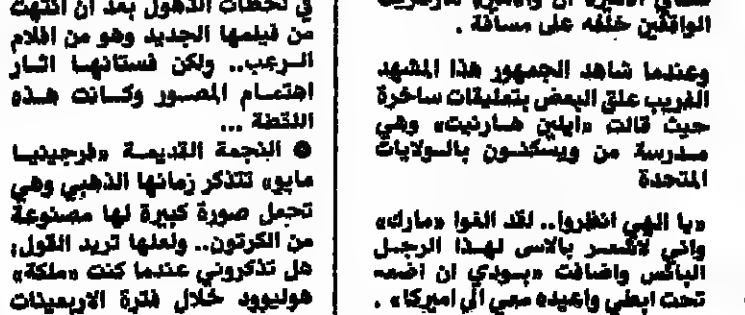 الواقفين خلفه على مسافة .
وعندما شاهد الجمهور هذا المشهد
الغريب علق البعض بتعليقات ساخرة
حيث قالت «ايلين هارنيت» وهي
مدرسة من ويسكنسون بالولايات
المتحدة
«يا الهي انظروا.. لقد الغوا «مارك»
واني لاشعر بالاسى لهذا الرجل
البائس واضافت «بودي ان اضعه
تحت ابطي واعيده معي الى اميركا» .
في لحظات الذهول بعد ان انتهت
من فيلمها الجديد وهو من افلام
الرعب.. ولكن فستانها اثار
اهتمام المصور وكانت هذه
اللقطة ...
● النجمة القديمة «فرجينيا
مايو» تتذكر زمانها الذهبي وهي
تحمل صورة كبيرة لها مصنوعة
من الكرتون.. ولعلها تريد القول:
هل تذكروني عندما كنت «ملكة»
هوليوود خلال فترة الاربعينات